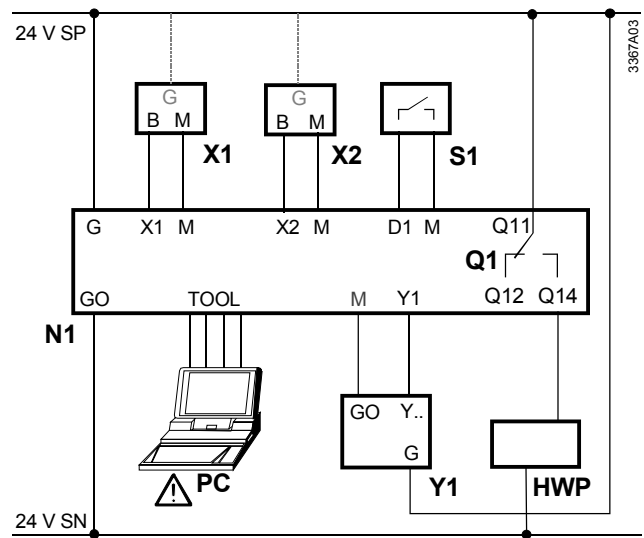 24 V SP
3367A03
G
B M
X1
G
B M
X2
S1
G X1 M X2 M D1 M Q11
Q1
GO TOOL M Y1 Q12 Q14
N1
GO Y..
G
PC
Y1
HWP
24 V SN